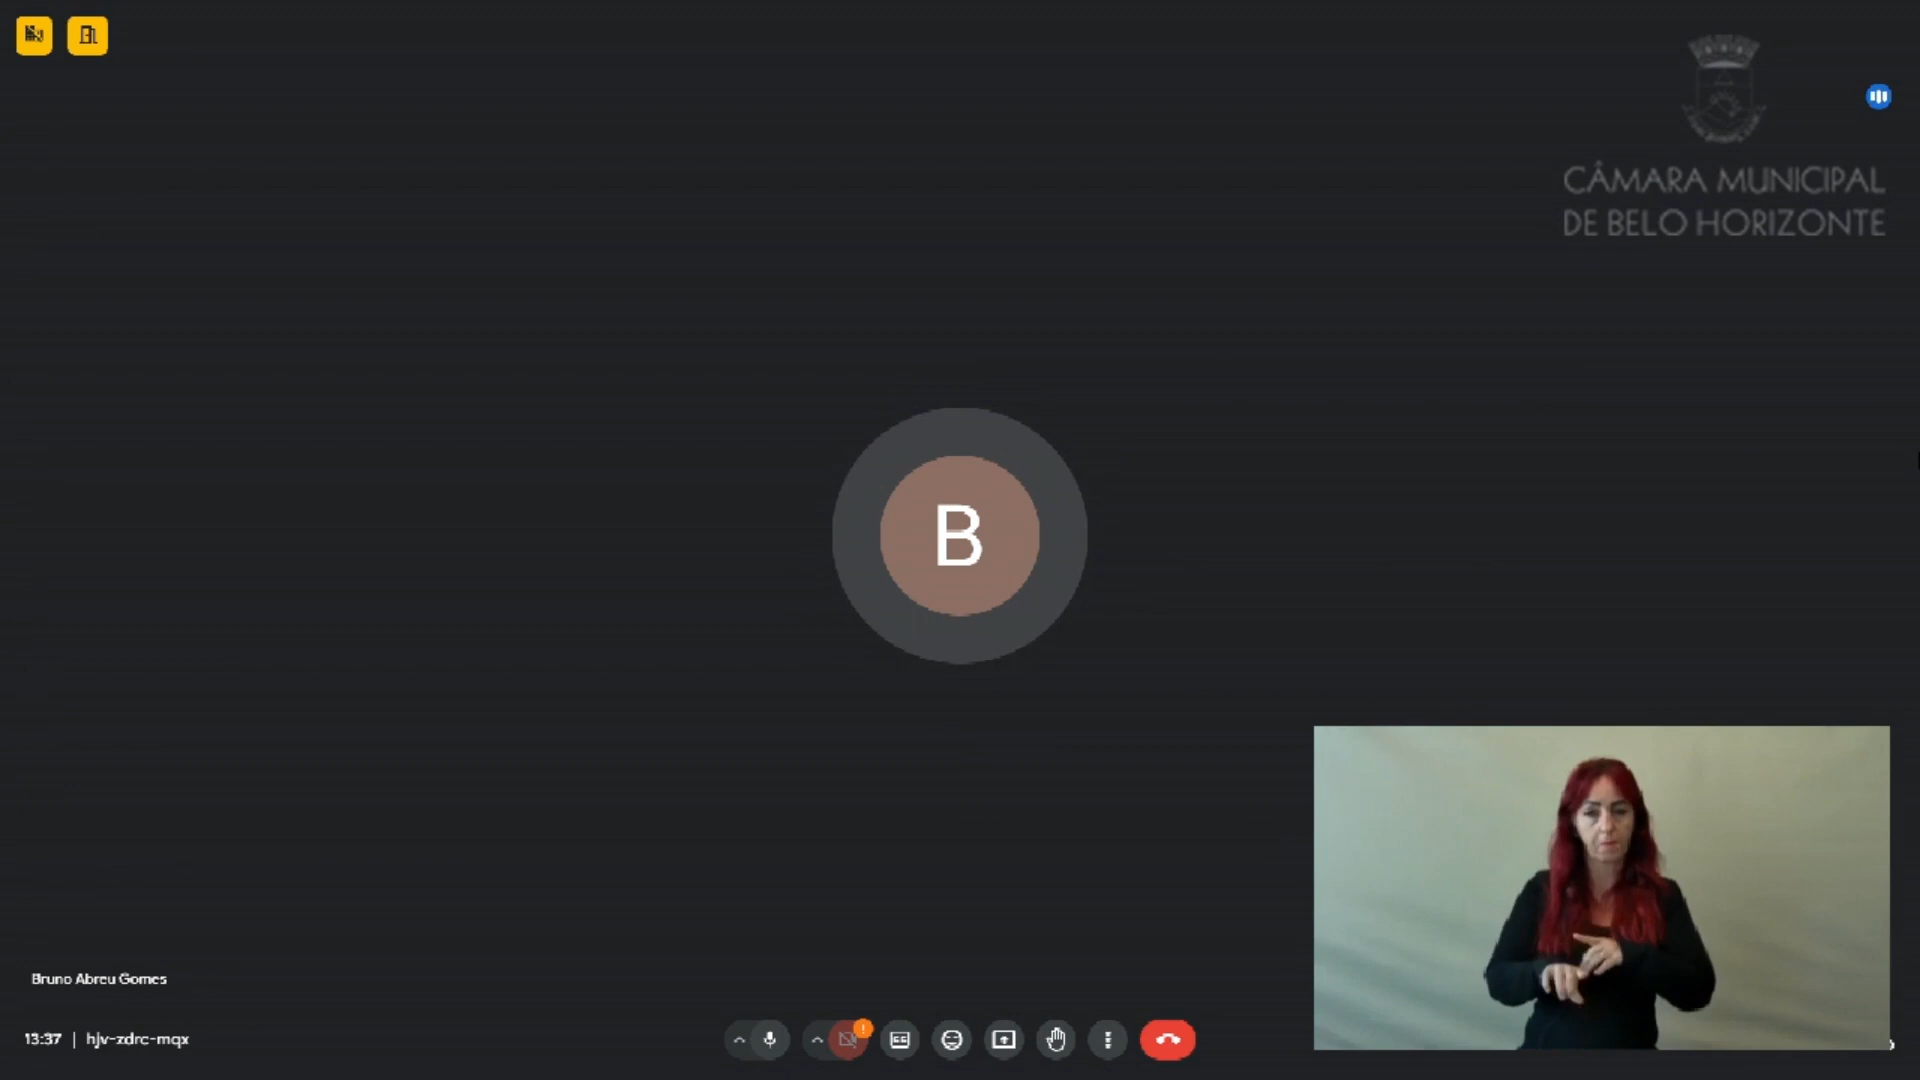 CÂMARA MUNICIPAL
DE BELO HORIZONTE
B
Bruno Abreu Gomes
13:37 | hjv-zdrc-mqx